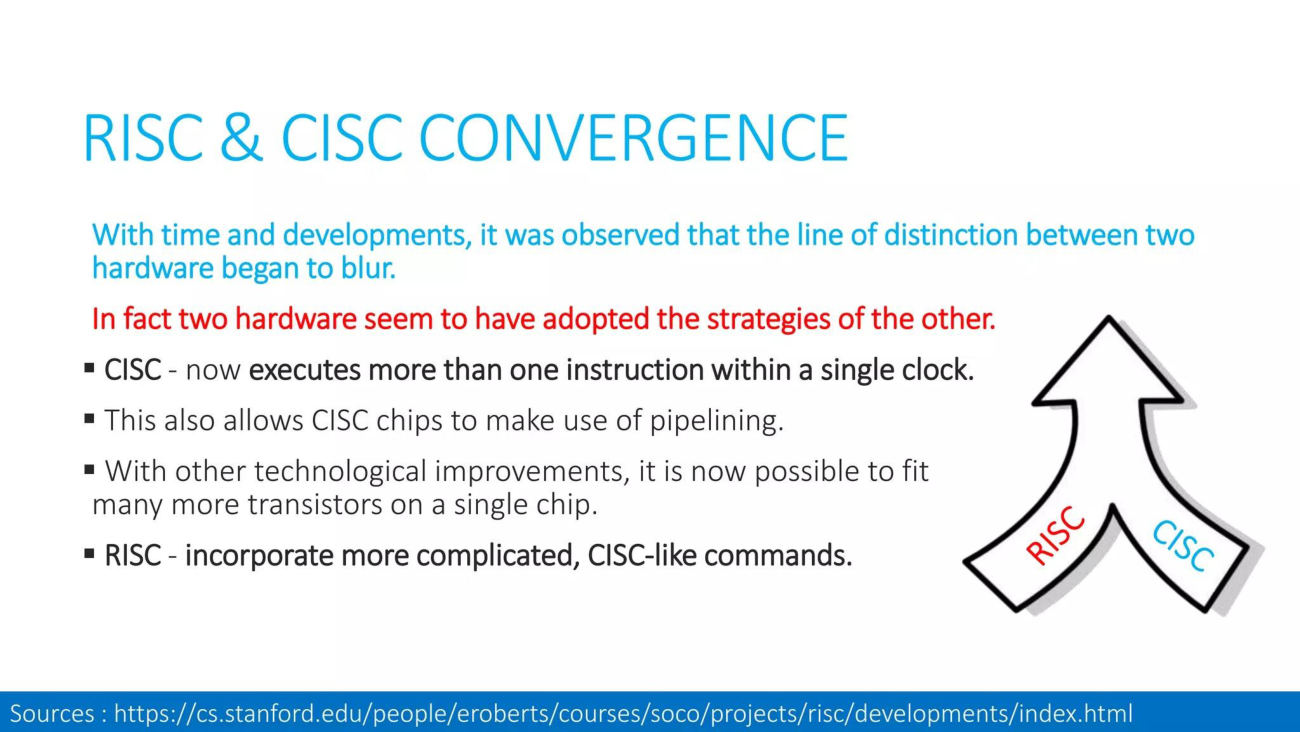 RISC & CISC CONVERGENCE
With time and developments, it was observed that the line of distinction between two
hardware began to blur.
In fact two hardware seem to have adopted the strategies of the other.
▪ CISC - now executes more than one instruction within a single clock.
▪ This also allows CISC chips to make use of pipelining.
▪ With other technological improvements, it is now possible to fit
many more transistors on a single chip.
▪ RISC - incorporate more complicated, CISC-like commands.
RISC
CISC
Sources : https://cs.stanford.edu/people/eroberts/courses/soco/projects/risc/developments/index.html